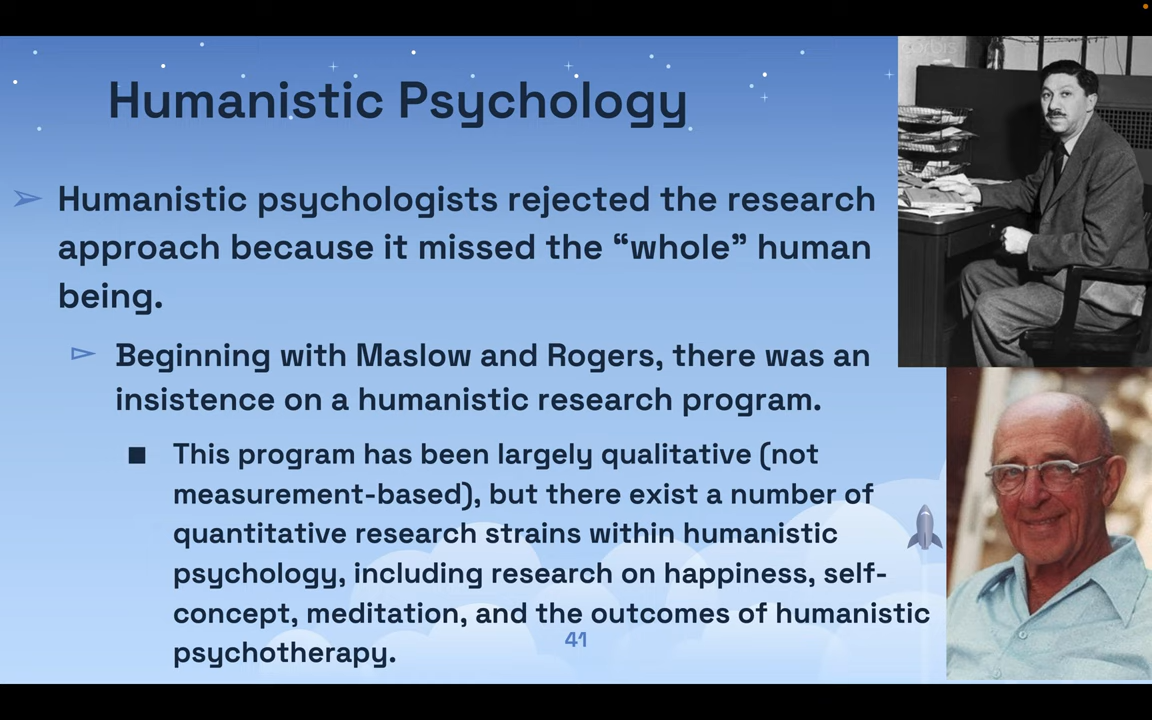 corbis
Humanistic Psychology
➢ Humanistic psychologists rejected the research
approach because it missed the “whole” human
being.
▻ Beginning with Maslow and Rogers, there was an
insistence on a humanistic research program.
■ This program has been largely qualitative (not
measurement-based), but there exist a number of
quantitative research strains within humanistic
psychology, including research on happiness, self-
concept, meditation, and the outcomes of humanistic
psychotherapy.
41